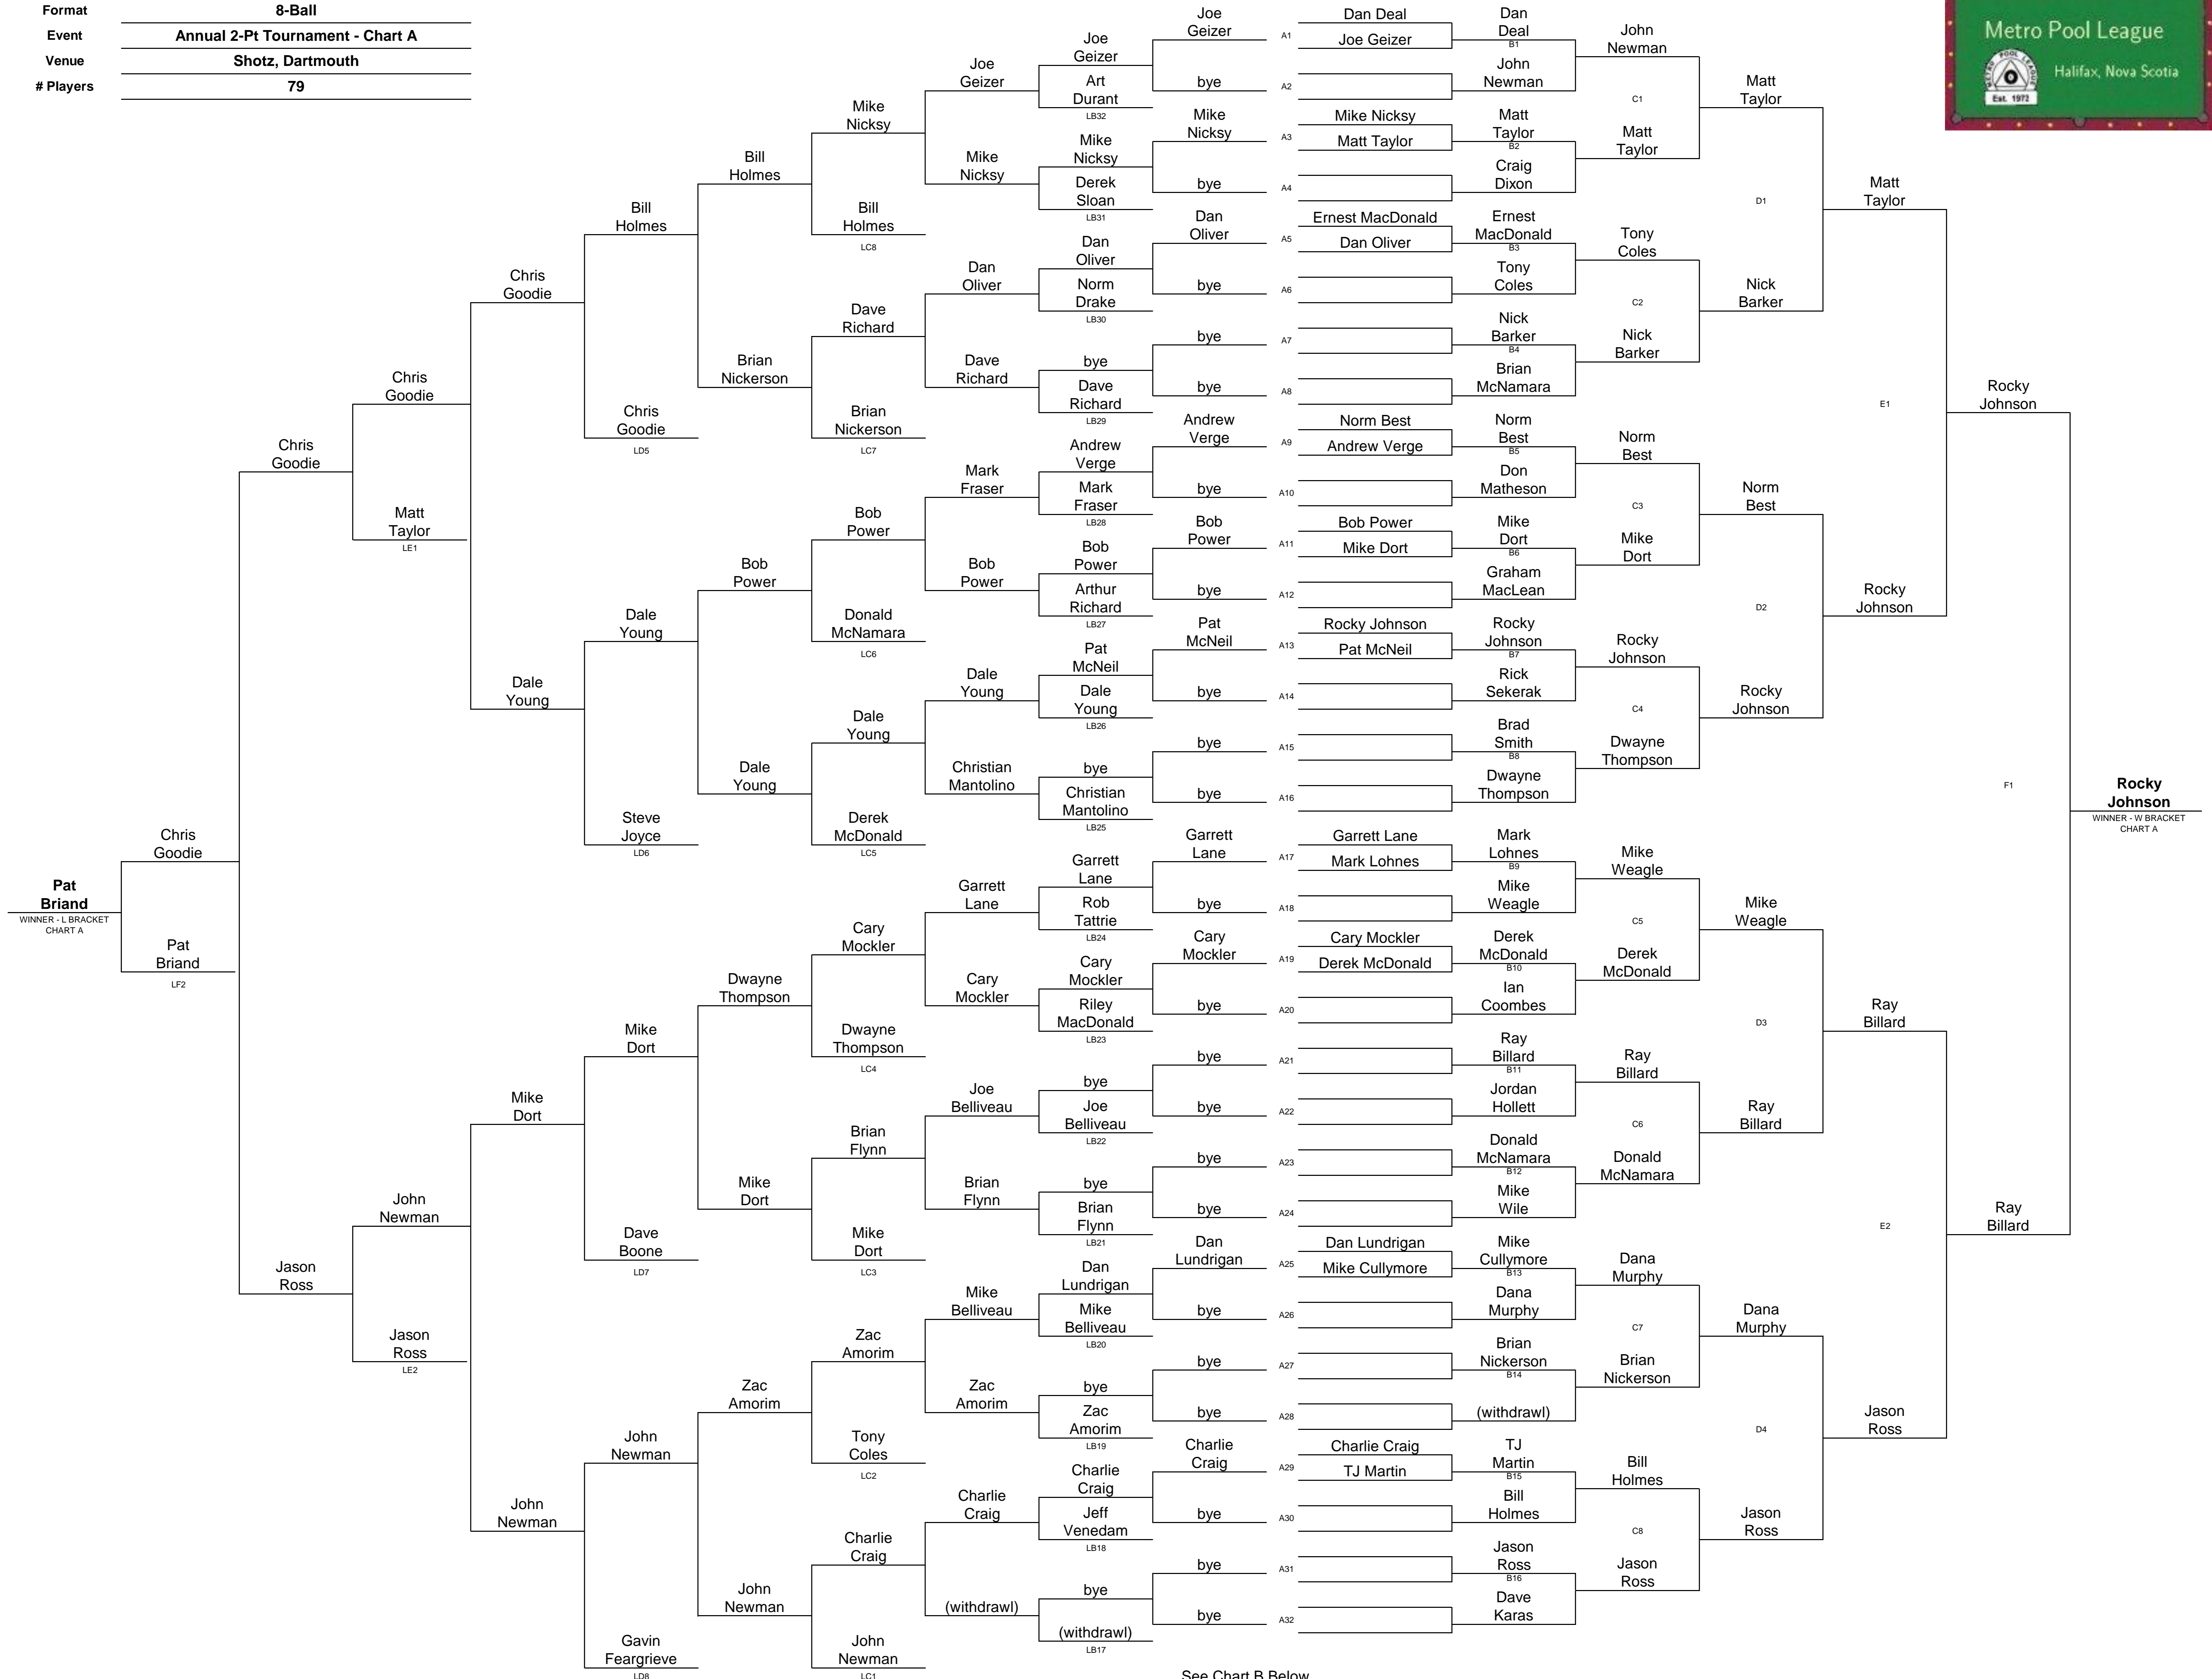 Format 8-Ball
Event Annual 2-Pt Tournament - Chart A
Venue Shotz, Dartmouth
# Players 79
Metro Pool League
Halifax, Nova Scotia
METRO POOL LEAGUE
Est. 1972
Pat
Briand
WINNER - L BRACKET
CHART A
Chris
Goodie
Pat
Briand
LF2
Chris
Goodie
Jason
Ross
Chris
Goodie
Matt
Taylor
LE1
John
Newman
Jason
Ross
LE2
Chris
Goodie
Dale
Young
Mike
Dort
John
Newman
Bill
Holmes
Chris
Goodie
LD5
Dale
Young
Steve
Joyce
LD6
Mike
Dort
Dave
Boone
LD7
John
Newman
Gavin
Feargrieve
LD8
Bill
Holmes
Brian
Nickerson
Bob
Power
Dale
Young
Dwayne
Thompson
Mike
Dort
Zac
Amorim
John
Newman
Mike
Nicksy
Bill
Holmes
LC8
Dave
Richard
Brian
Nickerson
LC7
Bob
Power
Donald
McNamara
LC6
Dale
Young
Derek
McDonald
LC5
Cary
Mockler
Dwayne
Thompson
LC4
Brian
Flynn
Mike
Dort
LC3
Zac
Amorim
Tony
Coles
LC2
Charlie
Craig
John
Newman
LC1
Joe
Geizer
Mike
Nicksy
Dan
Oliver
Dave
Richard
Mark
Fraser
Bob
Power
Dale
Young
Christian
Mantolino
Garrett
Lane
Cary
Mockler
Joe
Belliveau
Brian
Flynn
Mike
Belliveau
Zac
Amorim
Charlie
Craig
(withdrawl)
Joe
Geizer
Art
Durant
LB32
Mike
Nicksy
Derek
Sloan
LB31
Dan
Oliver
Norm
Drake
LB30
bye
Dave
Richard
LB29
Andrew
Verge
Mark
Fraser
LB28
Bob
Power
Arthur
Richard
LB27
Pat
McNeil
Dale
Young
LB26
bye
Christian
Mantolino
LB25
Garrett
Lane
Rob
Tattrie
LB24
Cary
Mockler
Riley
MacDonald
LB23
bye
Joe
Belliveau
LB22
bye
Brian
Flynn
LB21
Dan
Lundrigan
Mike
Belliveau
LB20
bye
Zac
Amorim
LB19
Charlie
Craig
Jeff
Venedam
LB18
bye
(withdrawl)
LB17
Joe
Geizer
bye
Mike
Nicksy
bye
Dan
Oliver
bye
bye
bye
Andrew
Verge
bye
Bob
Power
bye
Pat
McNeil
bye
bye
bye
Garrett
Lane
bye
Cary
Mockler
bye
bye
bye
bye
bye
Dan
Lundrigan
bye
bye
bye
Charlie
Craig
bye
bye
bye
A1
A2
A3
A4
A5
A6
A7
A8
A9
A10
A11
A12
A13
A14
A15
A16
A17
A18
A19
A20
A21
A22
A23
A24
A25
A26
A27
A28
A29
A30
A31
A32
Dan Deal
Joe Geizer
Mike Nicksy
Matt Taylor
Ernest MacDonald
Dan Oliver
Norm Best
Andrew Verge
Bob Power
Mike Dort
Rocky Johnson
Pat McNeil
Garrett Lane
Mark Lohnes
Cary Mockler
Derek McDonald
Dan Lundrigan
Mike Cullymore
Charlie Craig
TJ Martin
Dan
Deal
B1
John
Newman
Matt
Taylor
B2
Craig
Dixon
Ernest
MacDonald
B3
Tony
Coles
Nick
Barker
B4
Brian
McNamara
Norm
Best
B5
Don
Matheson
Mike
Dort
B6
Graham
MacLean
Rocky
Johnson
B7
Rick
Sekerak
Brad
Smith
B8
Dwayne
Thompson
Mark
Lohnes
B9
Mike
Weagle
Derek
McDonald
B10
Ian
Coombes
Ray
Billard
B11
Jordan
Hollett
Donald
McNamara
B12
Mike
Wile
Mike
Cullymore
B13
Dana
Murphy
Brian
Nickerson
B14
(withdrawl)
TJ
Martin
B15
Bill
Holmes
Jason
Ross
B16
Dave
Karas
John
Newman
C1
Matt
Taylor
Tony
Coles
C2
Nick
Barker
Norm
Best
C3
Mike
Dort
Rocky
Johnson
C4
Dwayne
Thompson
Mike
Weagle
C5
Derek
McDonald
Ray
Billard
C6
Donald
McNamara
Dana
Murphy
C7
Brian
Nickerson
Bill
Holmes
C8
Jason
Ross
Matt
Taylor
D1
Nick
Barker
Norm
Best
D2
Rocky
Johnson
Mike
Weagle
D3
Ray
Billard
Dana
Murphy
D4
Jason
Ross
Matt
Taylor
E1
Rocky
Johnson
Ray
Billard
E2
Jason
Ross
Rocky
Johnson
F1
Ray
Billard
Rocky
Johnson
WINNER - W BRACKET
CHART A
See Chart B Below